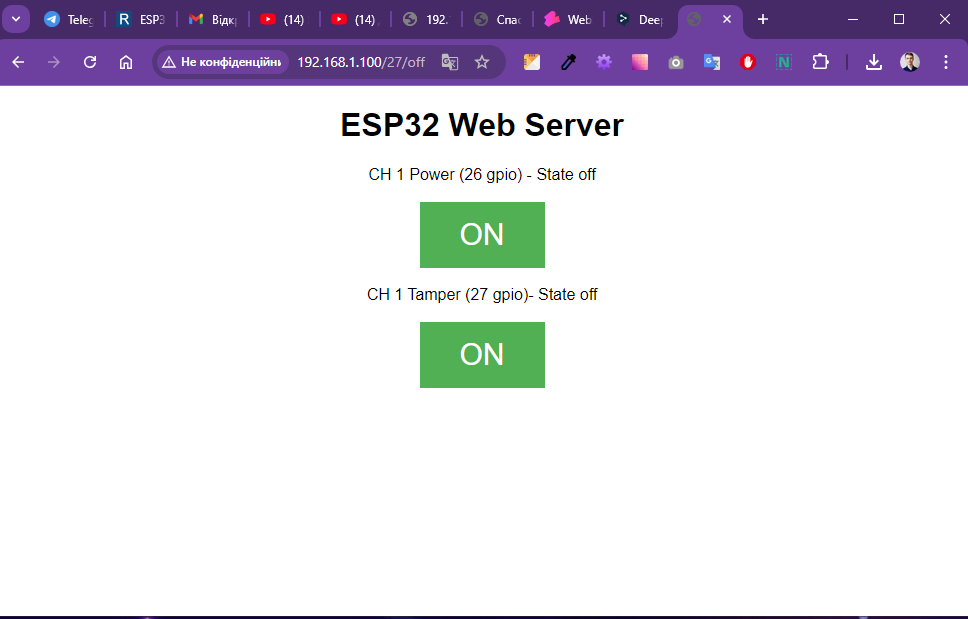 Teleg
ESP3
Відкр
(14)
(14)
192.
Спас
Web
Deep
Не конфіденційни
192.168.1.100/27/off
ESP32 Web Server
CH 1 Power (26 gpio) - State off
ON
CH 1 Tamper (27 gpio)- State off
ON